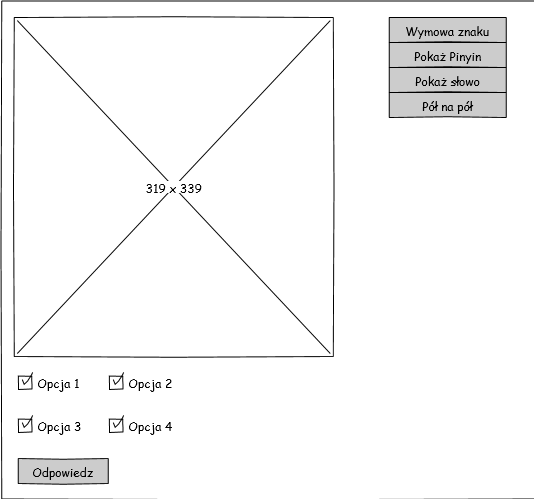 319 x 339
Wymowa znaku
Pokaż Pinyin
Pokaż słowo
Pół na pół
Opcja 1
Opcja 2
Opcja 3
Opcja 4
Odpowiedz